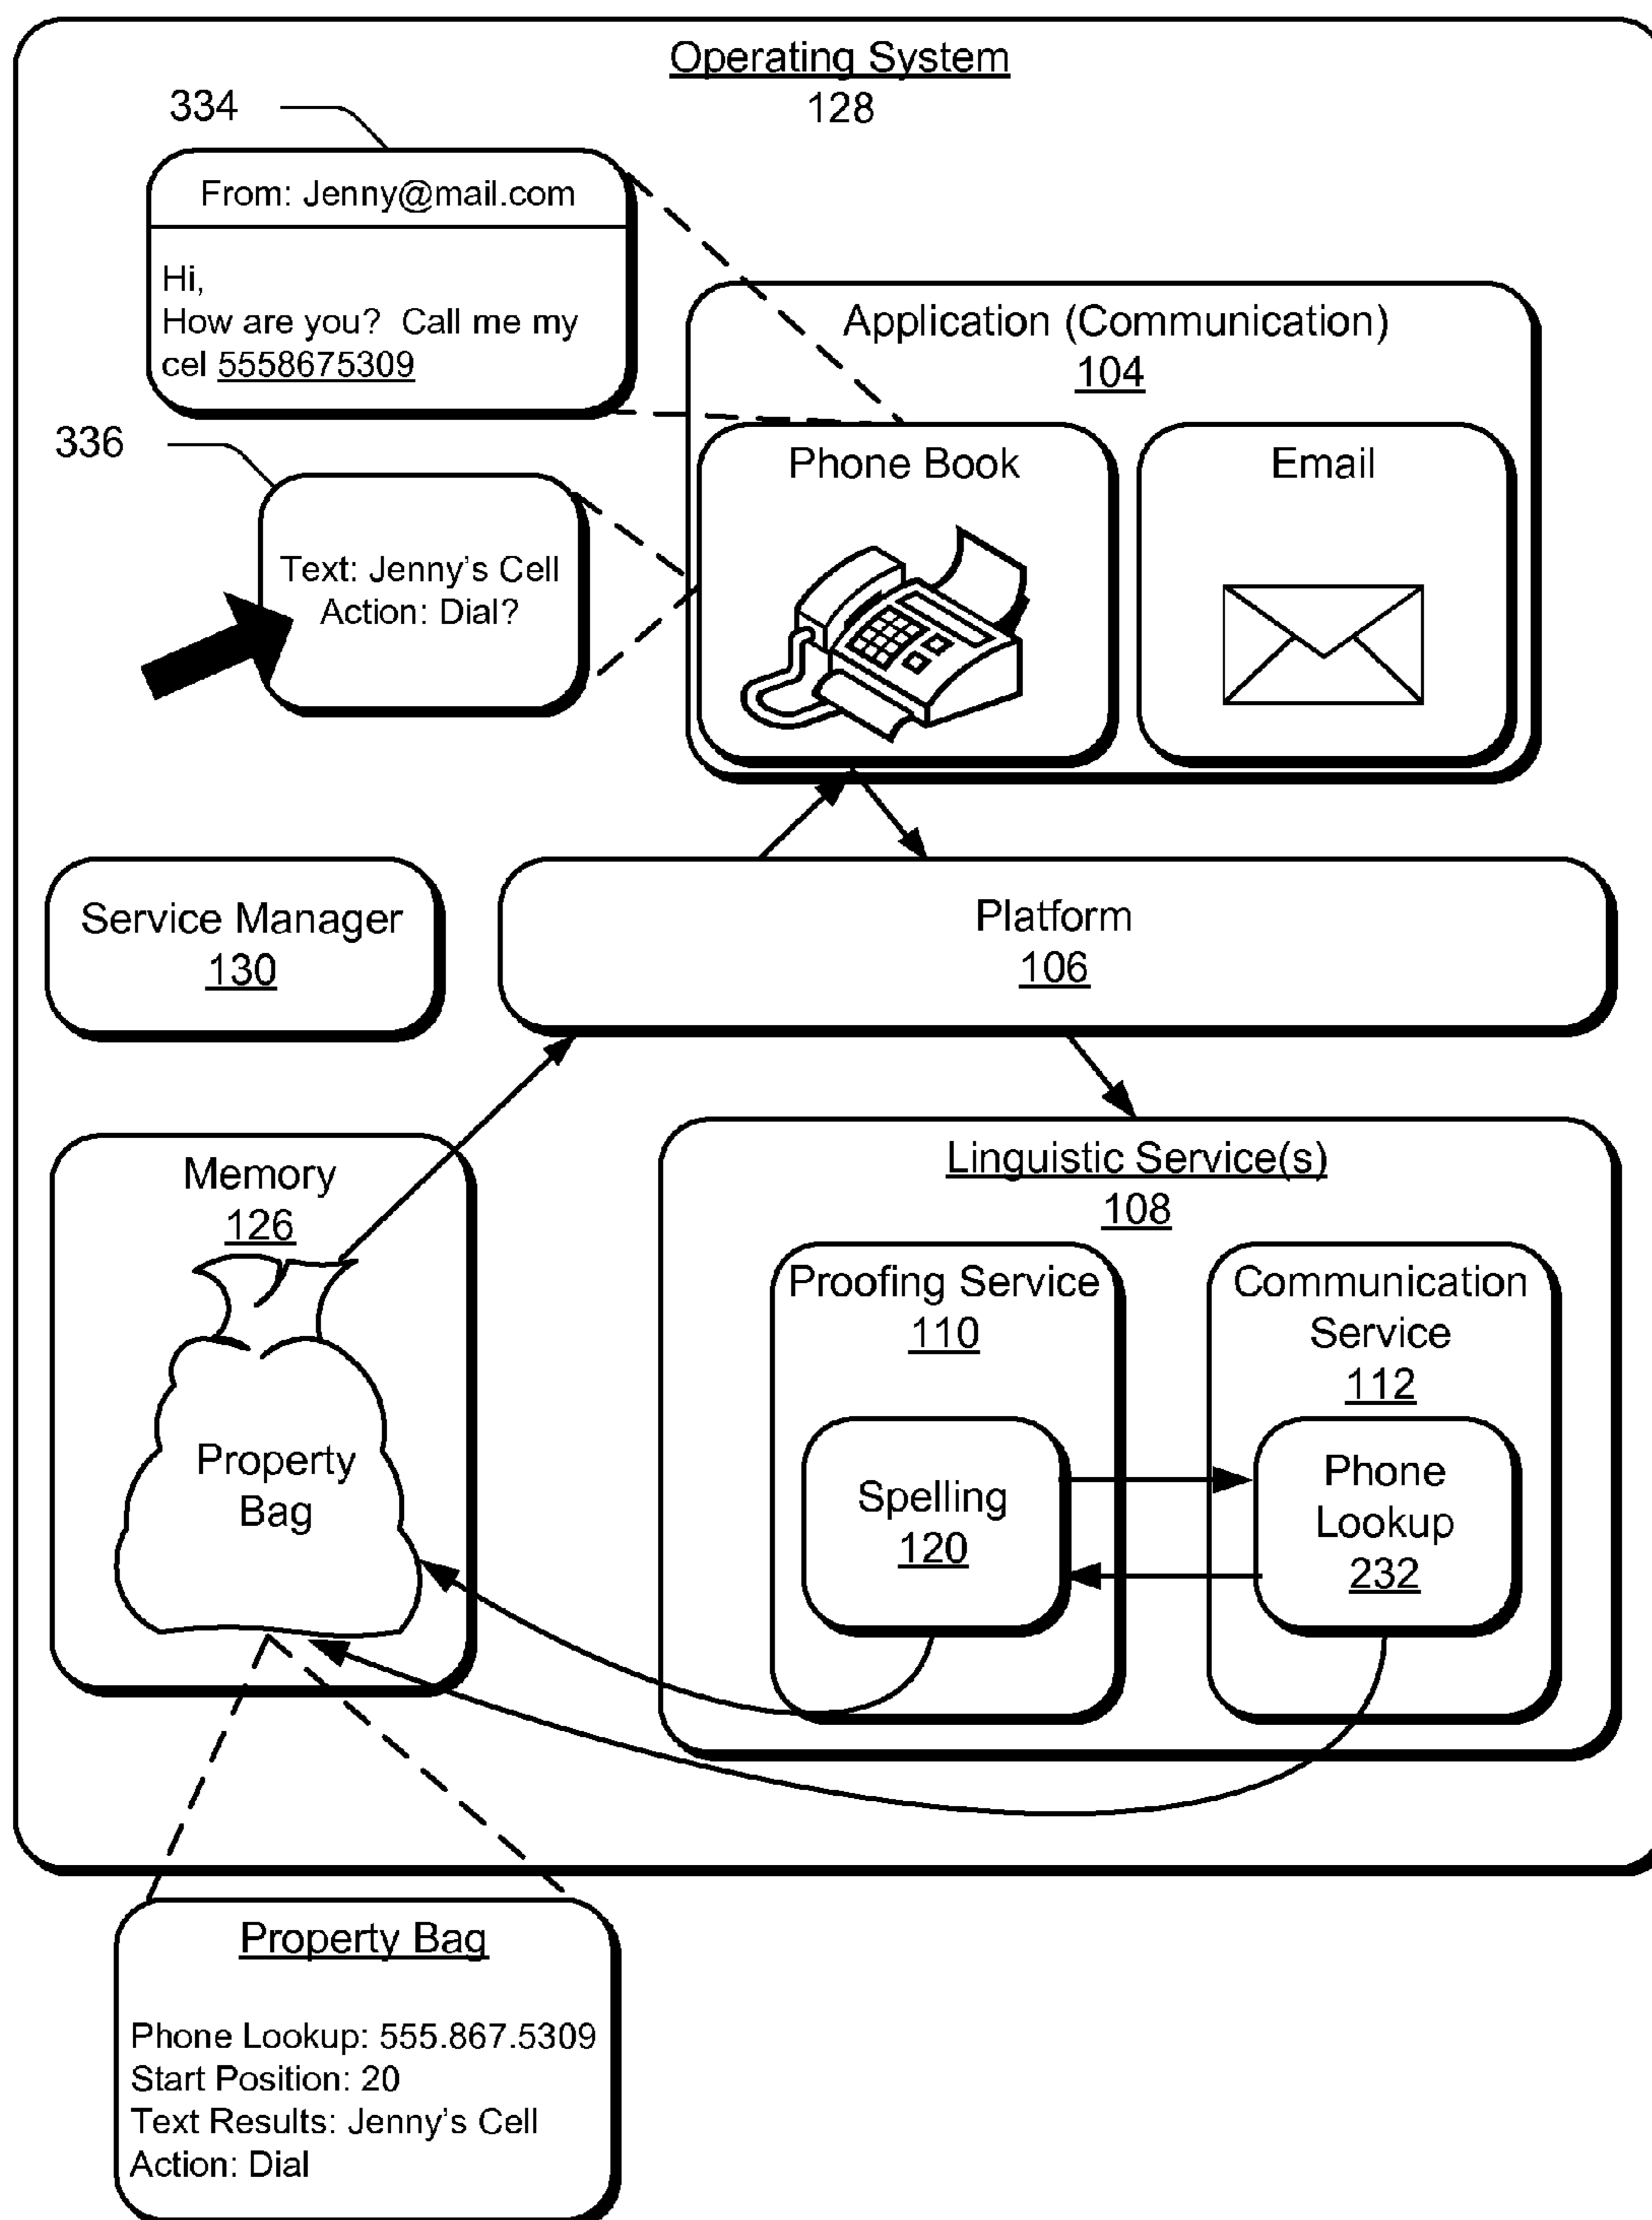 Operating System
128
334
From: Jenny@mail.com
Hi,
How are you?  Call me my
cel 5558675309
336
Text: Jenny's Cell
Action: Dial?
Application (Communication)
104
Phone Book
Email
Service Manager
130
Platform
106
Memory
126
Property
Bag
Linguistic Service(s)
108
Proofing Service
110
Spelling
120
Communication
Service
112
Phone
Lookup
232
Property Bag
Phone Lookup: 555.867.5309
Start Position: 20
Text Results: Jenny's Cell
Action: Dial